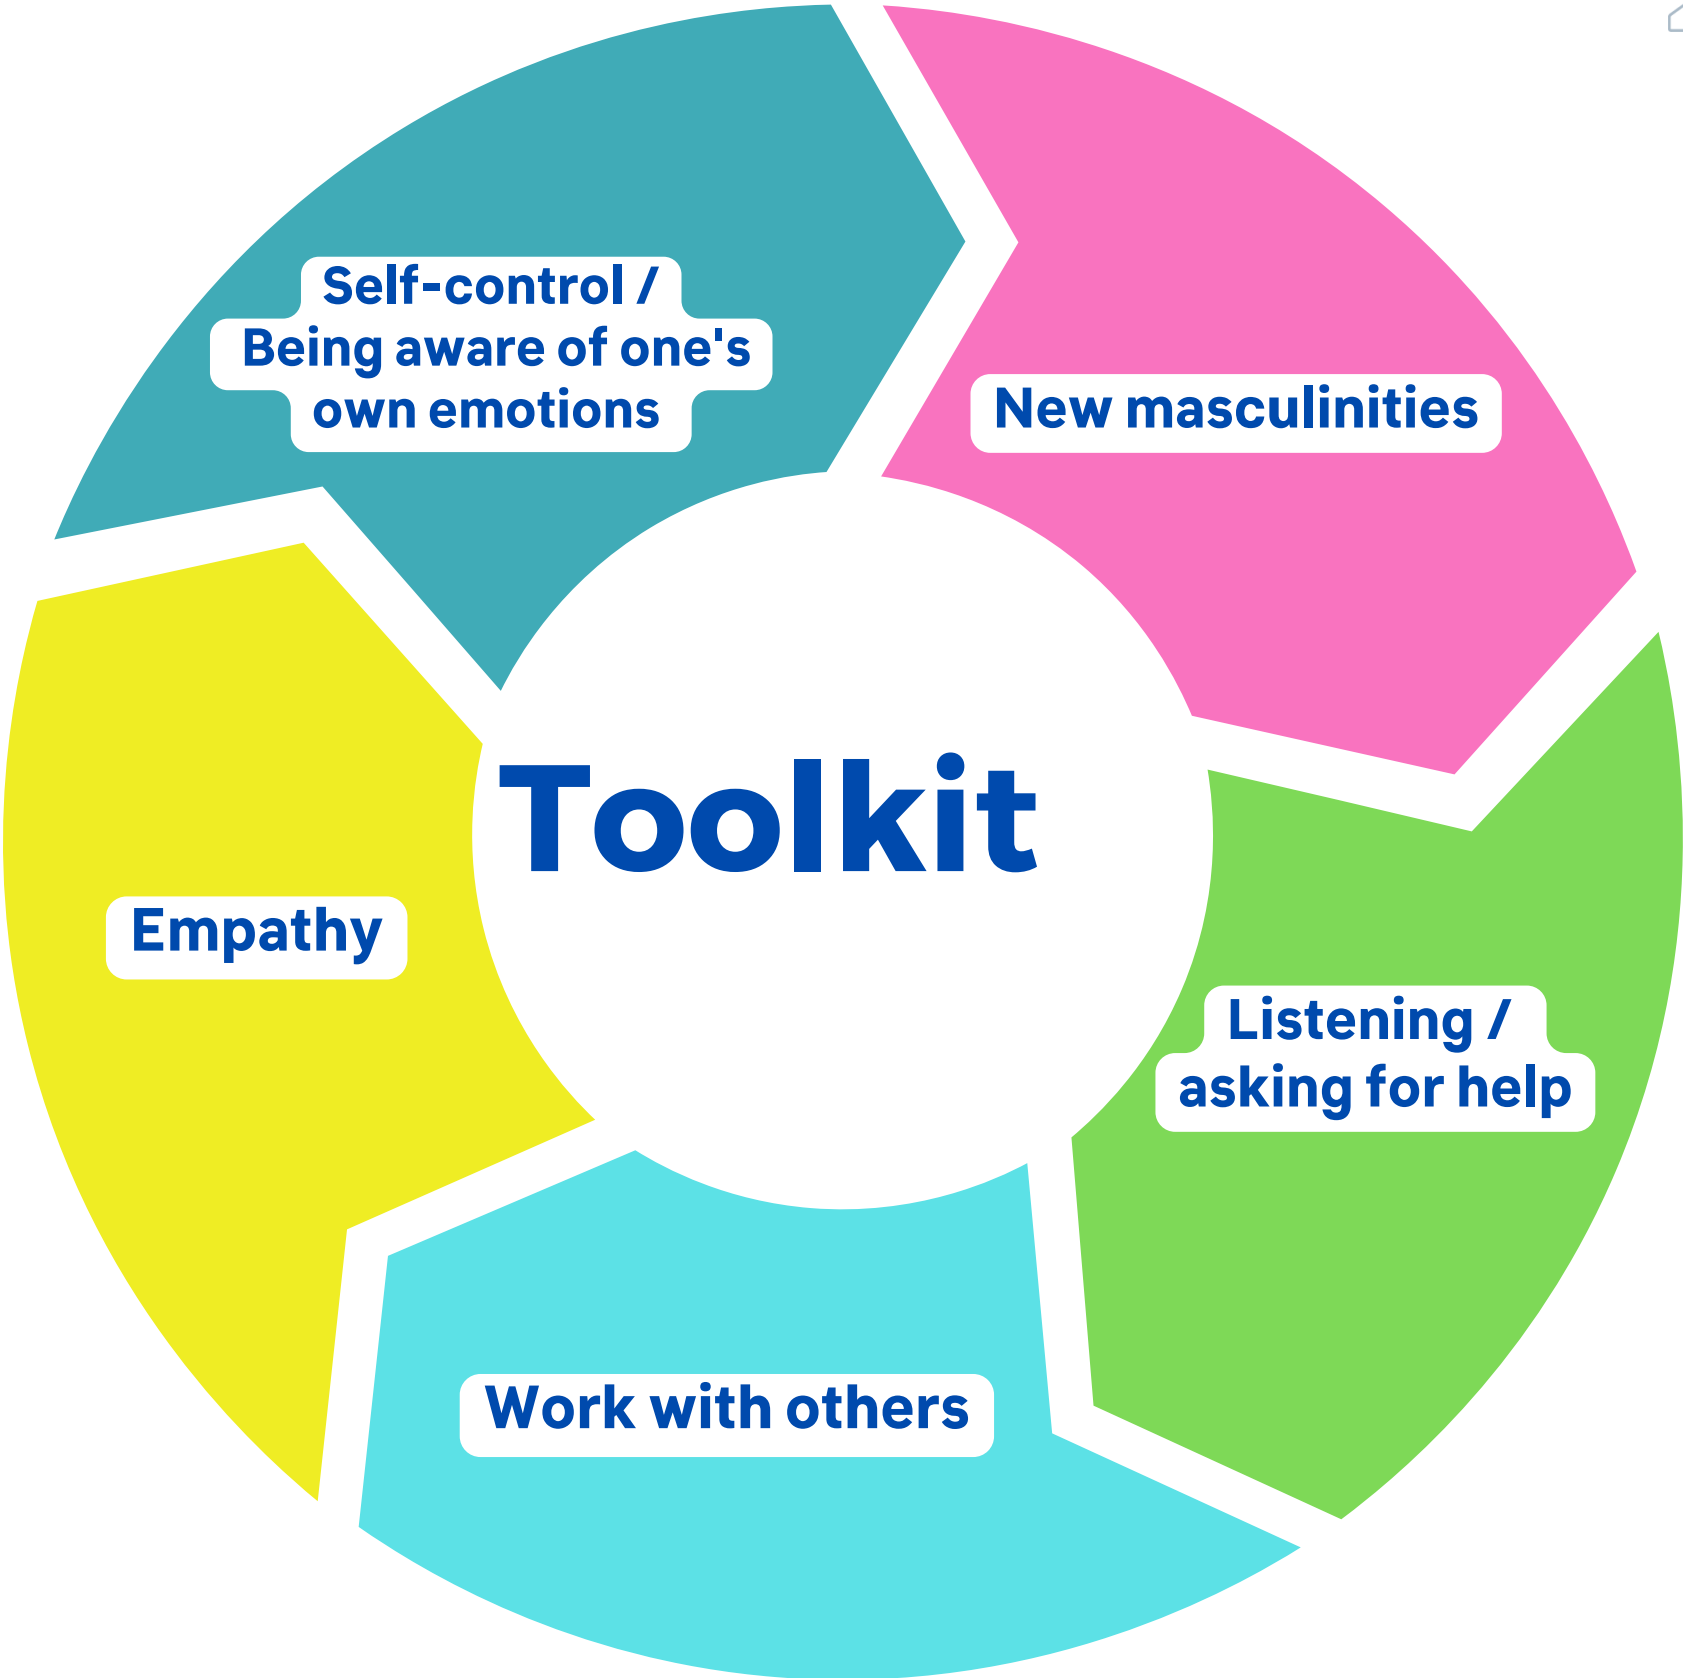 Self-control /
Being aware of one's
own emotions
New masculinities
Toolkit
Empathy
Listening /
asking for help
Work with others